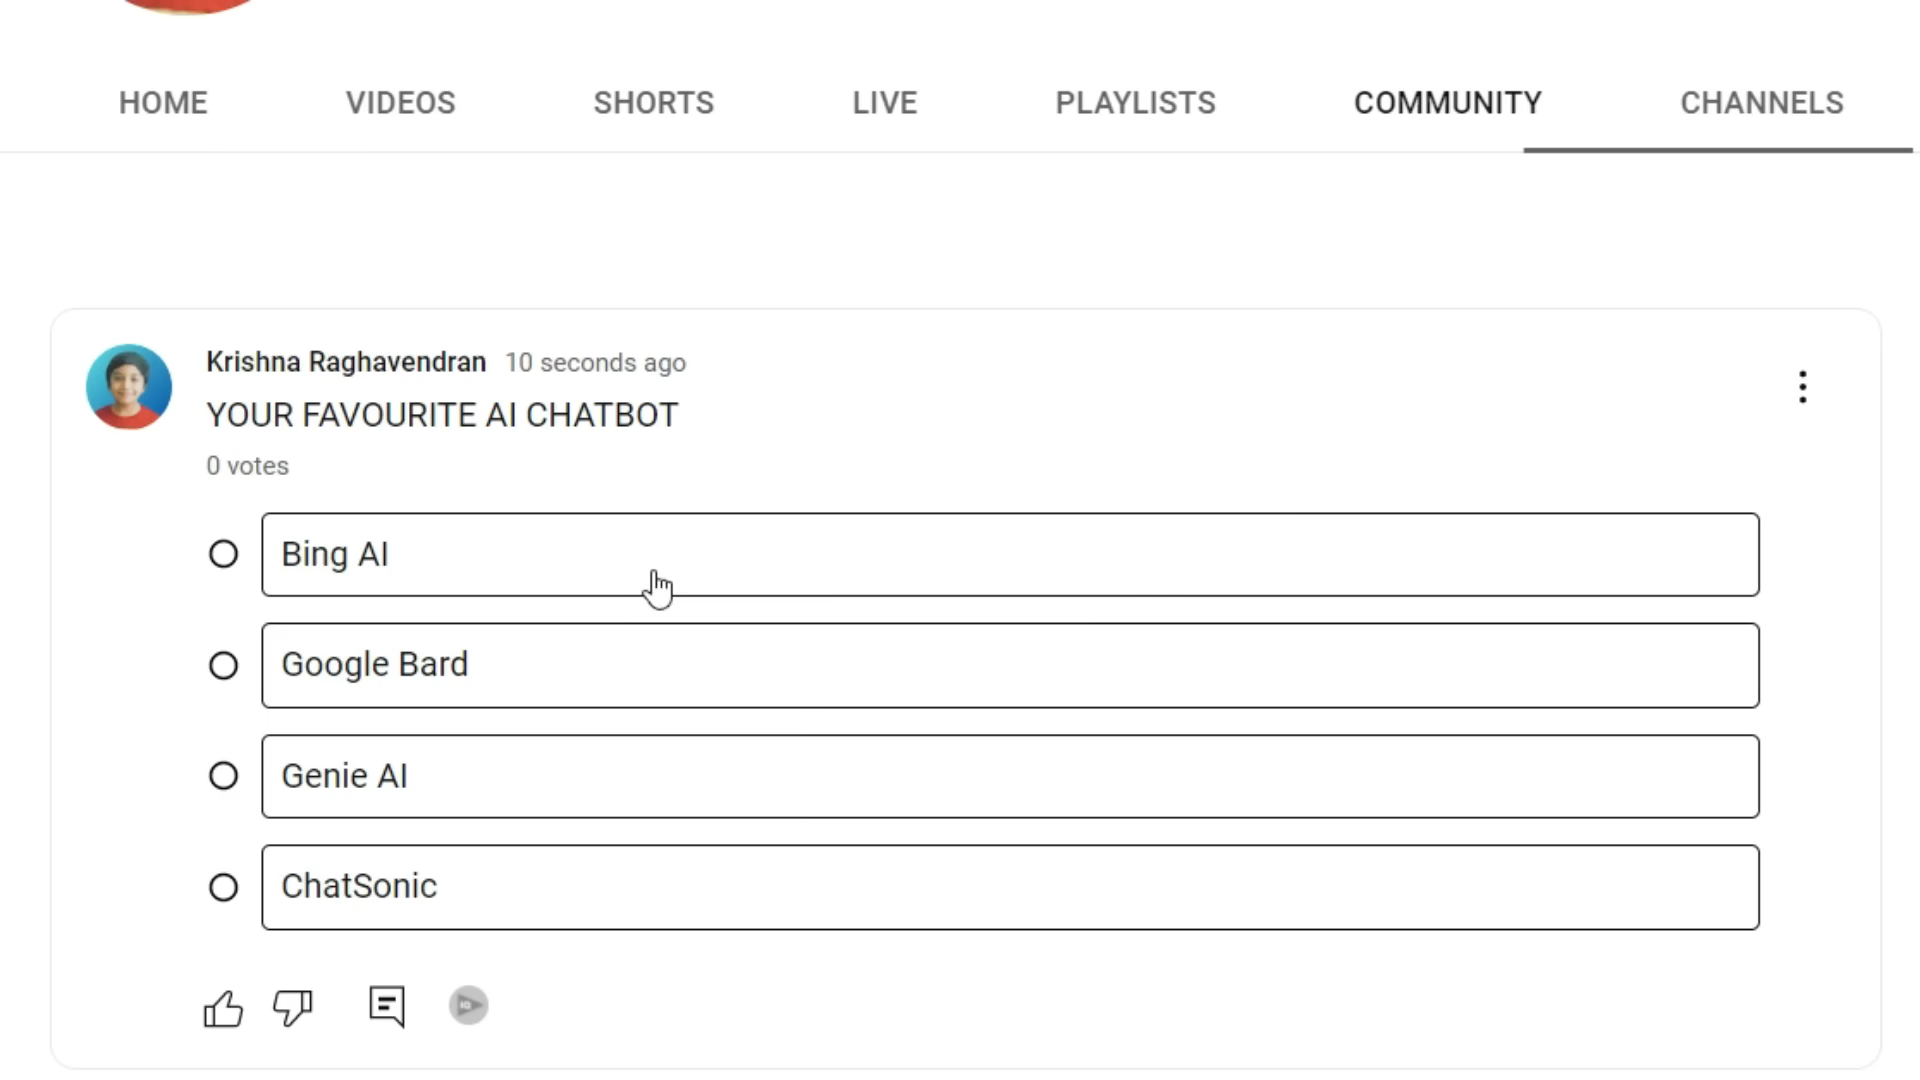 HOME VIDEOS SHORTS LIVE PLAYLISTS COMMUNITY CHANNELS
Krishna Raghavendran 10 seconds ago
YOUR FAVOURITE AI CHATBOT
0 votes
Bing AI
Google Bard
Genie AI
ChatSonic